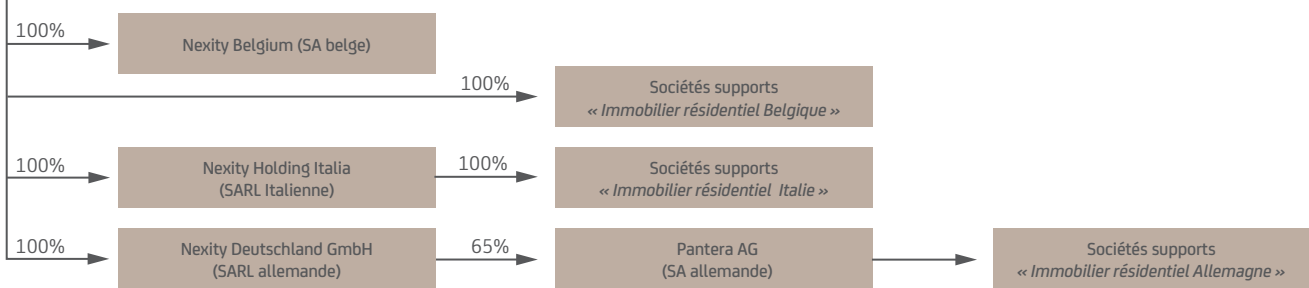 100%
Nexity Belgium (SA belge)
100%
Sociétés supports
« Immobilier résidentiel Belgique »
100%
Nexity Holding Italia
(SARL Italienne)
100%
Sociétés supports
« Immobilier résidentiel Italie »
100%
Nexity Deutschland GmbH
(SARL allemande)
65%
Pantera AG
(SA allemande)
Sociétés supports
« Immobilier résidentiel Allemagne »